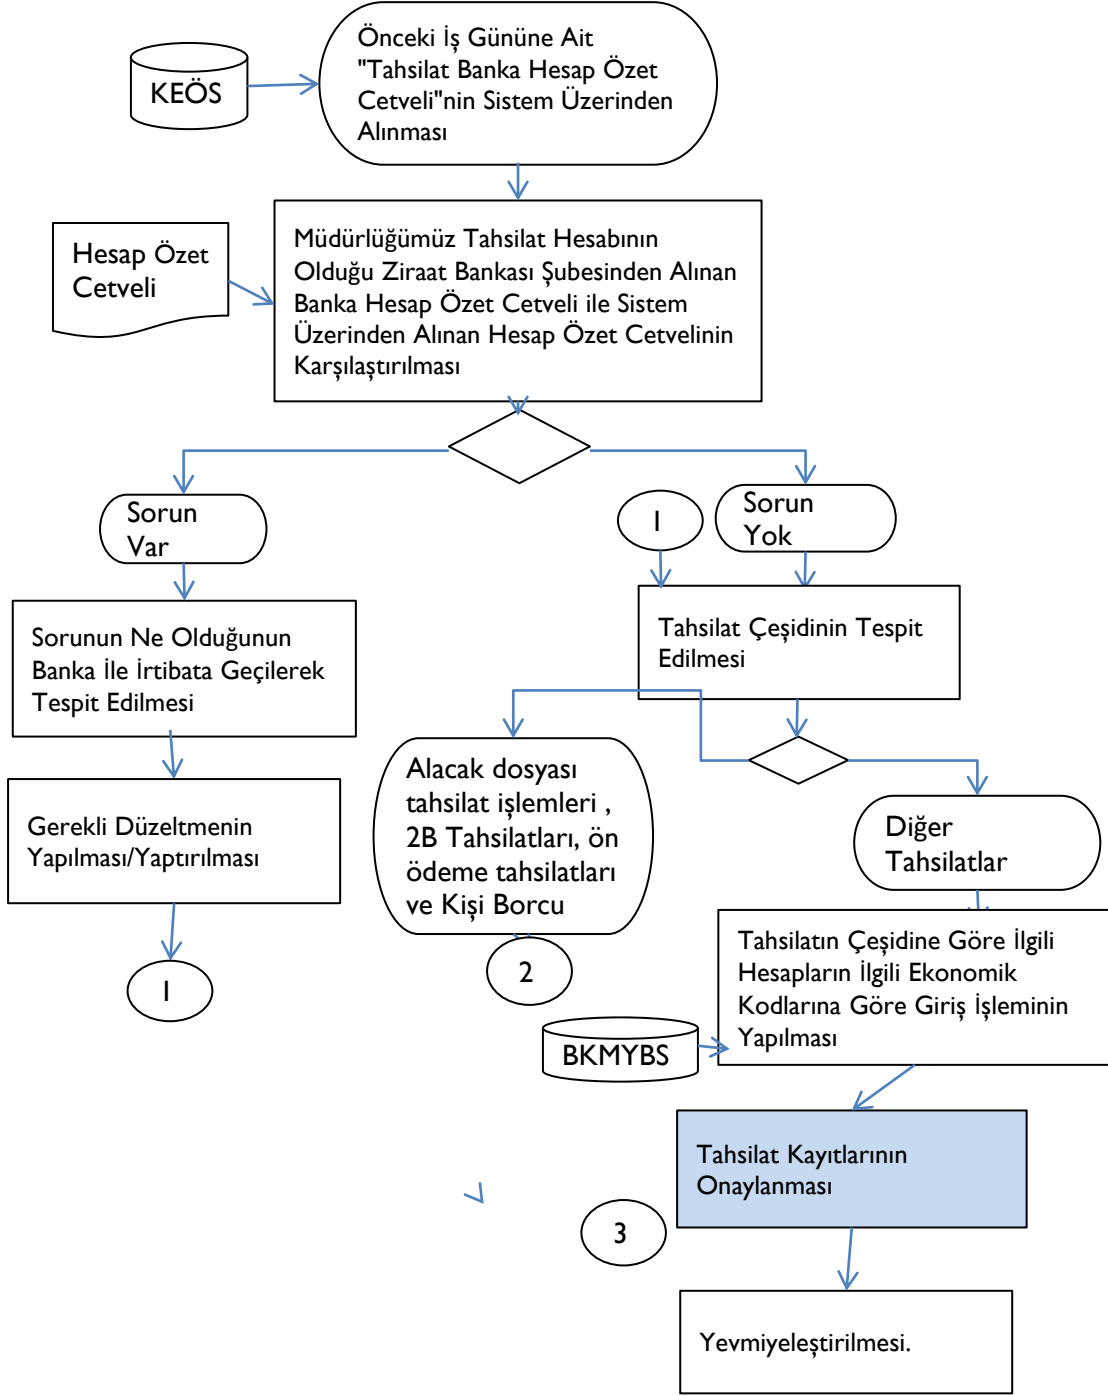 Önceki İş Gününe Ait
"Tahsilat Banka Hesap Özet
Cetveli"nin Sistem Üzerinden
Alınması
KEÖS
Hesap Özet
Cetveli
Müdürlüğümüz Tahsilat Hesabının
Olduğu Ziraat Bankası Şubesinden Alınan
Banka Hesap Özet Cetveli ile Sistem
Üzerinden Alınan Hesap Özet Cetvelinin
Karşılaştırılması
Sorun
Var
1
Sorun
Yok
Sorunun Ne Olduğunun
Banka İle İrtibata Geçilerek
Tespit Edilmesi
Tahsilat Çeşidinin Tespit
Edilmesi
Gerekli Düzeltmenin
Yapılması/Yaptırılması
Alacak dosyası
tahsilat işlemleri ,
2B Tahsilatları, ön
ödeme tahsilatları
ve Kişi Borcu
Diğer
Tahsilatlar
1
2
Tahsilatın Çeşidine Göre İlgili
Hesapların İlgili Ekonomik
Kodlarına Göre Giriş İşleminin
Yapılması
BKMYBS
Tahsilat Kayıtlarının
Onaylanması
3
Yevmiyeleştirilmesi.